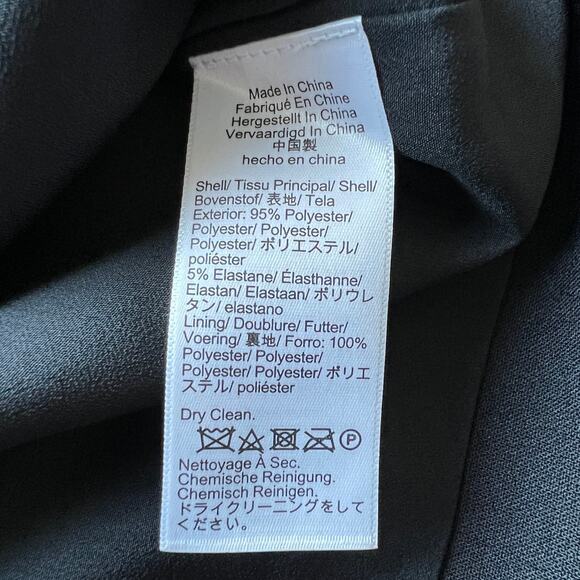 Made In China
Fabriqué En Chine
Hergestellt In China
Vervaardigd In China
中国製
hecho en china
Shell/ Tissu Principal/ Shell/
Bovenstof/ 表地/ Tela
Exterior: 95% Polyester/
Polyester/ Polyester/
Polyester/ ポリエステル/
poliéster
5% Elastane/ Élasthanne/
Elastan/ Elastaan/ ポリウレ
タン/ elastano
Lining/ Doublure/ Futter/
Voering/ 裏地/ Forro: 100%
Polyester/ Polyester/
Polyester/ Polyester/ ポリエ
ステル/ poliéster
Dry Clean.
P
Nettoyage À Sec.
Chemische Reinigung.
Chemisch Reinigen.
ドライクリーニングをして
ください。